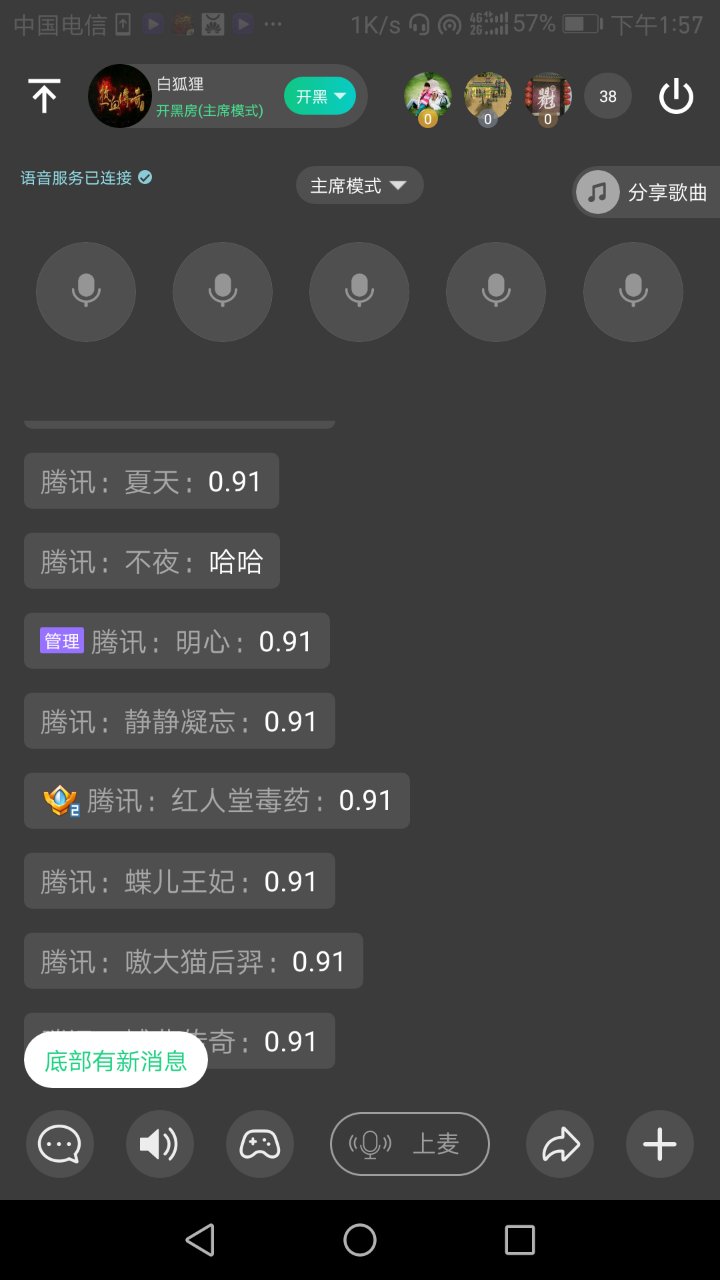 中国电信
1K/s 4G 2G 57% 下午1:57
白狐狸
开黑房(主席模式)
开黑
0
0
0
38
语音服务已连接
主席模式
分享歌曲
腾讯：夏天：0.91
腾讯：不夜：哈哈
管理 腾讯：明心：0.91
腾讯：静静凝忘：0.91
2 腾讯：红人堂毒药：0.91
腾讯：蝶儿王妃：0.91
腾讯：嗷大猫后羿：0.91
奇：0.91
底部有新消息
上麦